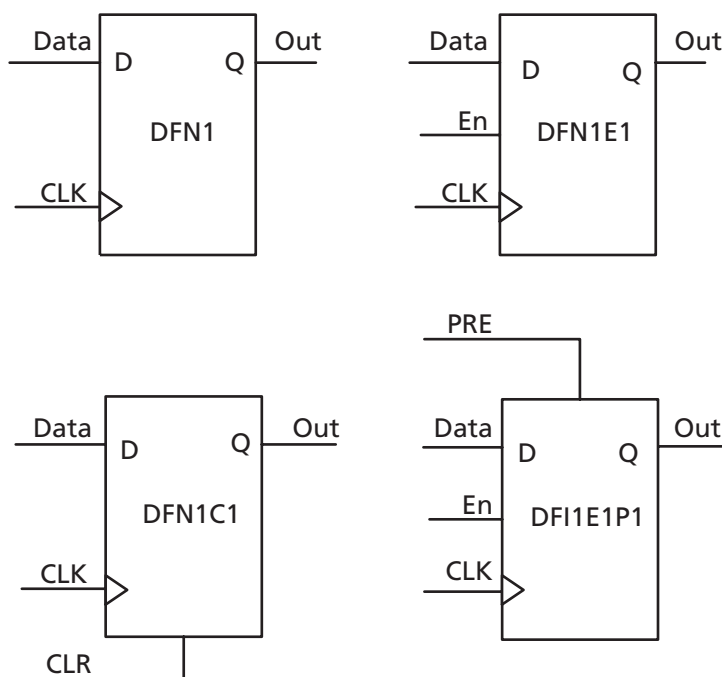 Data
Out
D
Q
DFN1
CLK
Data
Out
D
Q
En
DFN1E1
CLK
Data
Out
D
Q
DFN1C1
CLK
CLR
PRE
Data
Out
D
Q
En
DFI1E1P1
CLK